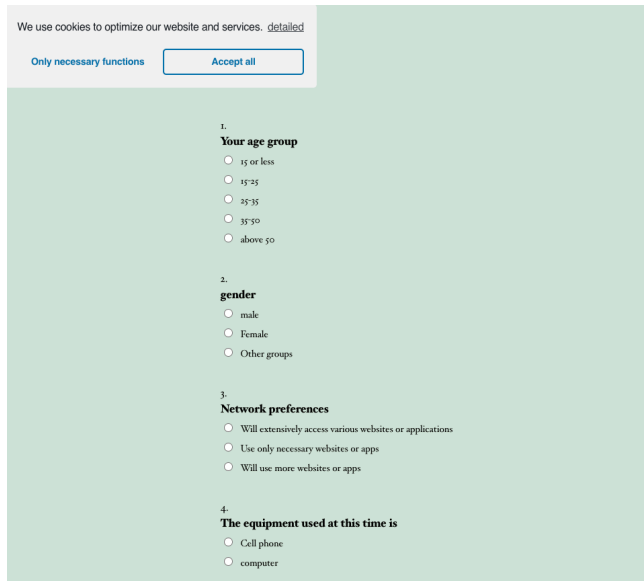 We use cookies to optimize our website and services. detailed
Only necessary functions
Accept all
1.
Your age group
15 or less
15-25
25-35
35-50
above 50
2.
gender
male
Female
Other groups
3.
Network preferences
Will extensively access various websites or applications
Use only necessary websites or apps
Will use more websites or apps
4.
The equipment used at this time is
Cell phone
computer